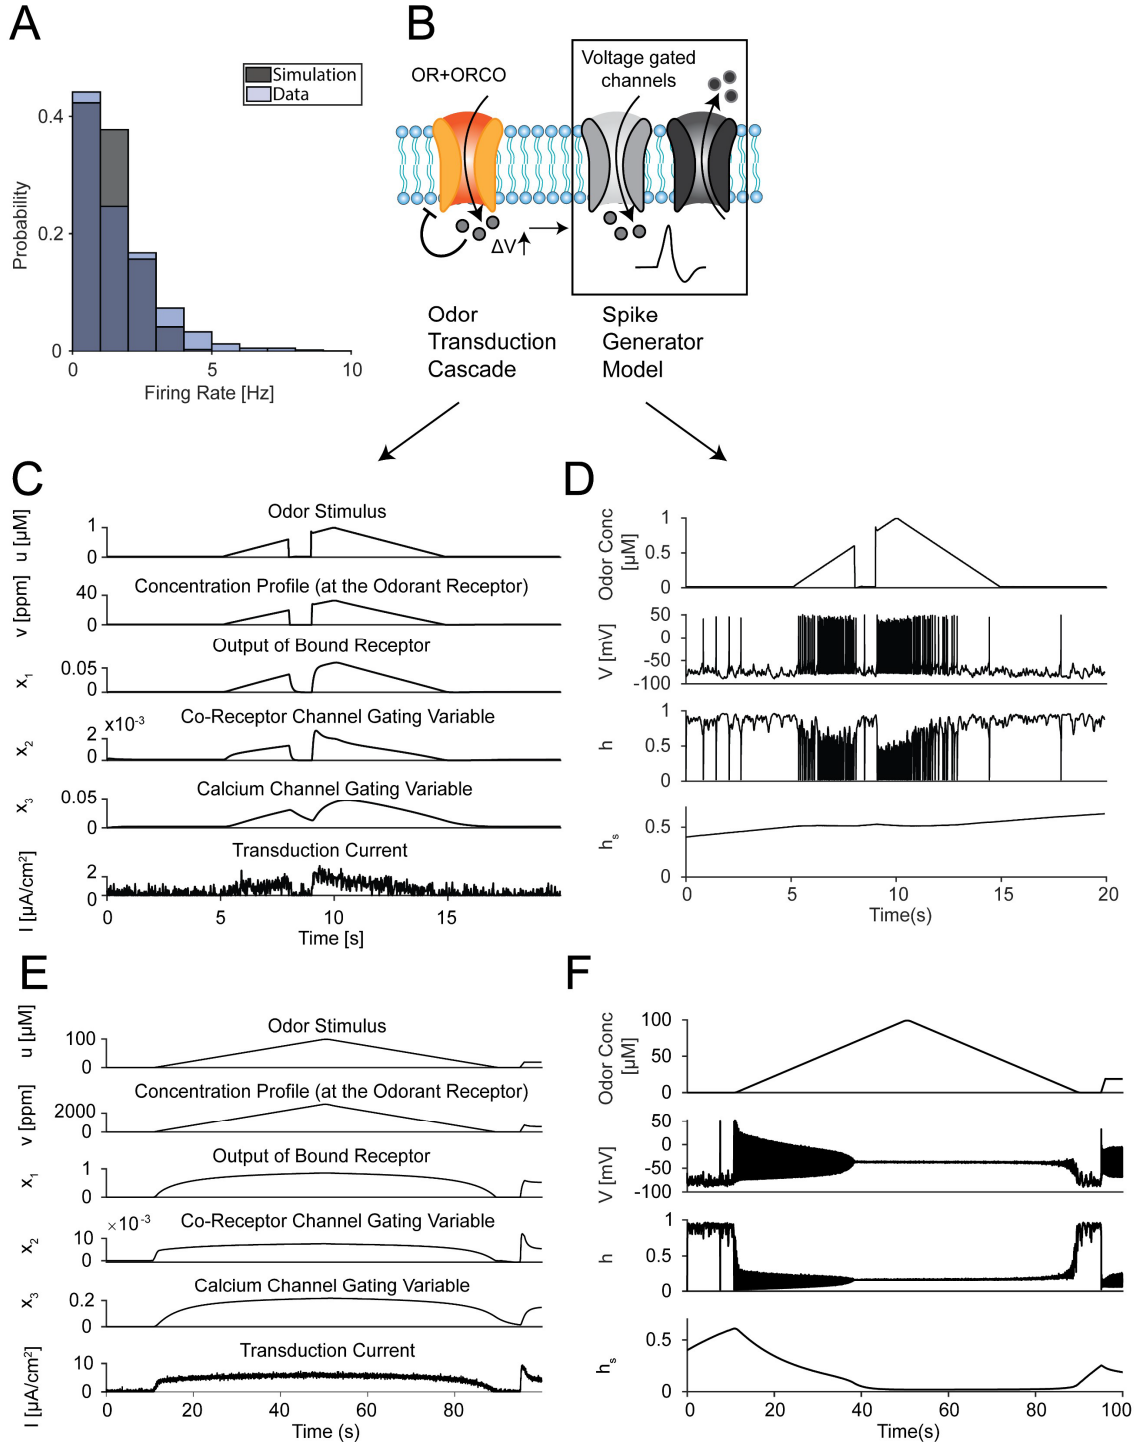 A
Simulation
Data
0.4
0.2
0
Probability
0
5
10
Firing Rate [Hz]
B
OR+ORCO
Voltage gated
channels
ΔV
Odor
Transduction
Cascade
Spike
Generator
Model
C
Odor Stimulus
u [µM]
1
0
Concentration Profile (at the Odorant Receptor)
v [ppm]
40
0
Output of Bound Receptor
x1
0.05
0
Co-Receptor Channel Gating Variable
x10-3
x2
2
0
Calcium Channel Gating Variable
x3
0.05
0
Transduction Current
I [µA/cm2]
2
0
0
5
10
15
Time [s]
D
Odor Conc
[µM]
1
0.5
0
V [mV]
50
0
-50
-100
h
1
0.5
0
hs
0.5
0
0
5
10
15
20
Time(s)
E
Odor Stimulus
u [µM]
100
0
Concentration Profile (at the Odorant Receptor)
v [ppm]
2000
0
Output of Bound Receptor
x1
1
0
Co-Receptor Channel Gating Variable
×10-3
x2
10
0
Calcium Channel Gating Variable
x3
0.2
0
Transduction Current
I [µA/cm2]
10
0
0
20
40
60
80
Time (s)
F
Odor Conc
[µM]
100
50
0
V [mV]
50
0
-50
-100
h
1
0.5
0
hs
0.5
0
0
20
40
60
80
100
Time(s)